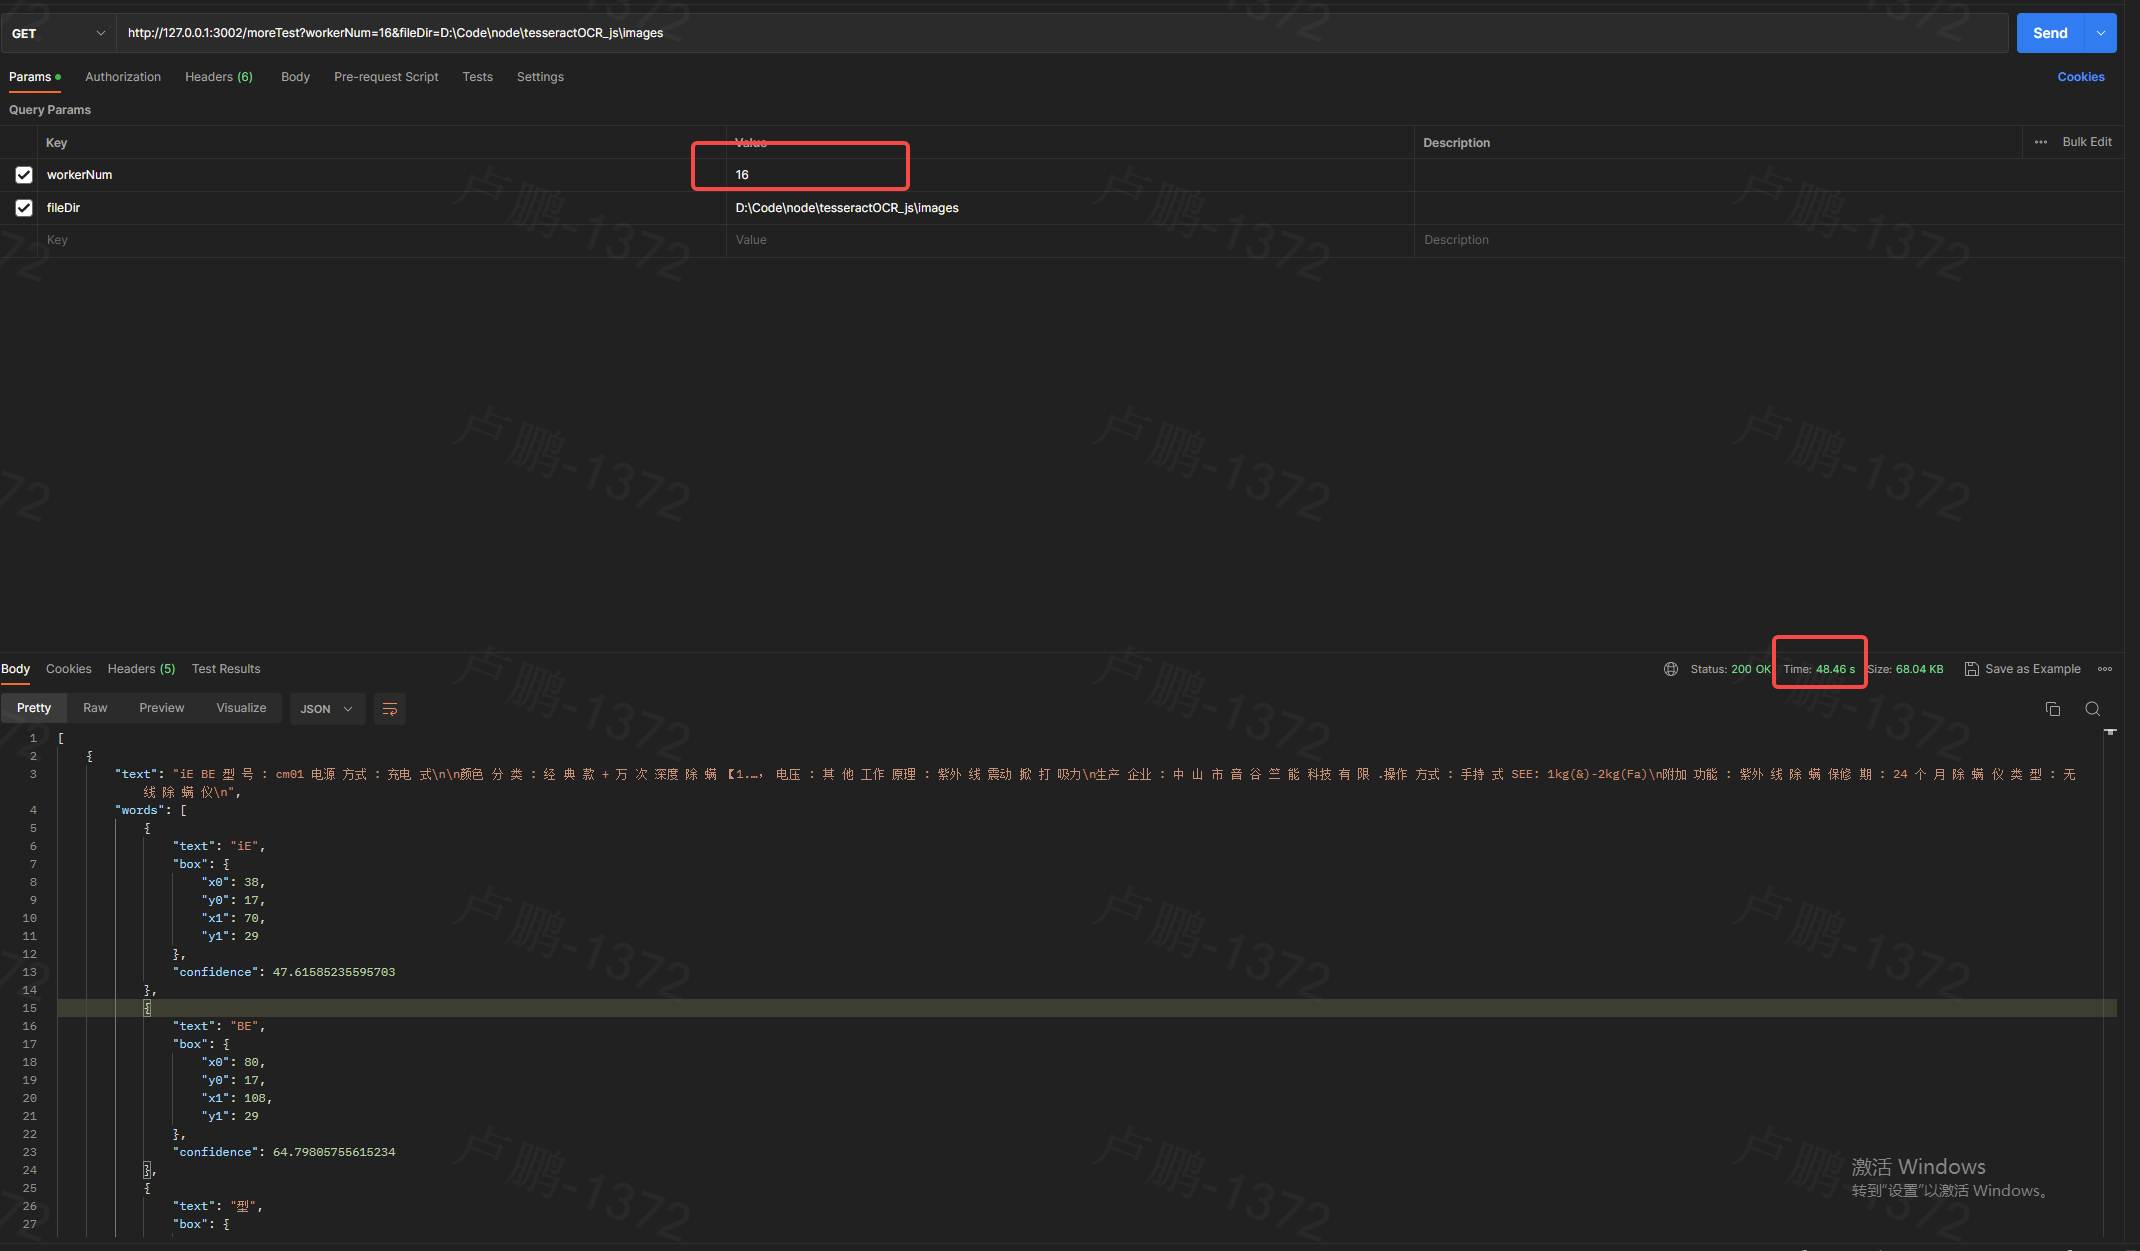 GET http://127.0.0.1:3002/moreTest?workerNum=16&fileDir=D:\Code\node\tesseractOCR_js\images Send
Params Authorization Headers (6) Body Pre-request Script Tests Settings Cookies
Query Params
Key Value Description Bulk Edit
workerNum 16
fileDir D:\Code\node\tesseractOCR_js\images
Key Value Description
Body Cookies Headers (5) Test Results Status: 200 OK Time: 48.46 s Size: 68.04 KB Save as Example
Pretty Raw Preview Visualize JSON
1 [
2 {
3 "text": "iE BE 型 号 : cm01 电源 方式 : 充电 式\n\n颜色 分 类 : 经 典 款 + 万 次 深度 除 螨 【1.…, 电压 : 其 他 工作 原理 : 紫外 线 震动 掀 打 吸力\n生产 企业 : 中 山 市 音 谷 竺 能 科技 有 限 .操作 方式 : 手持 式 SEE: 1kg(&)-2kg(Fa)\n附加 功能 : 紫外 线 除 螨 保修 期 : 24 个 月 除 螨 仪 类 型 : 无
线 除 螨 仪\n",
4 "words": [
5 {
6 "text": "iE",
7 "box": {
8 "x0": 38,
9 "y0": 17,
10 "x1": 70,
11 "y1": 29
12 },
13 "confidence": 47.61585235595703
14 },
15 {
16 "text": "BE",
17 "box": {
18 "x0": 80,
19 "y0": 17,
20 "x1": 108,
21 "y1": 29
22 },
23 "confidence": 64.79805755615234
24 },
25 {
26 "text": "型",
27 "box": {
激活 Windows
转到"设置"以激活 Windows。
卢鹏-1372